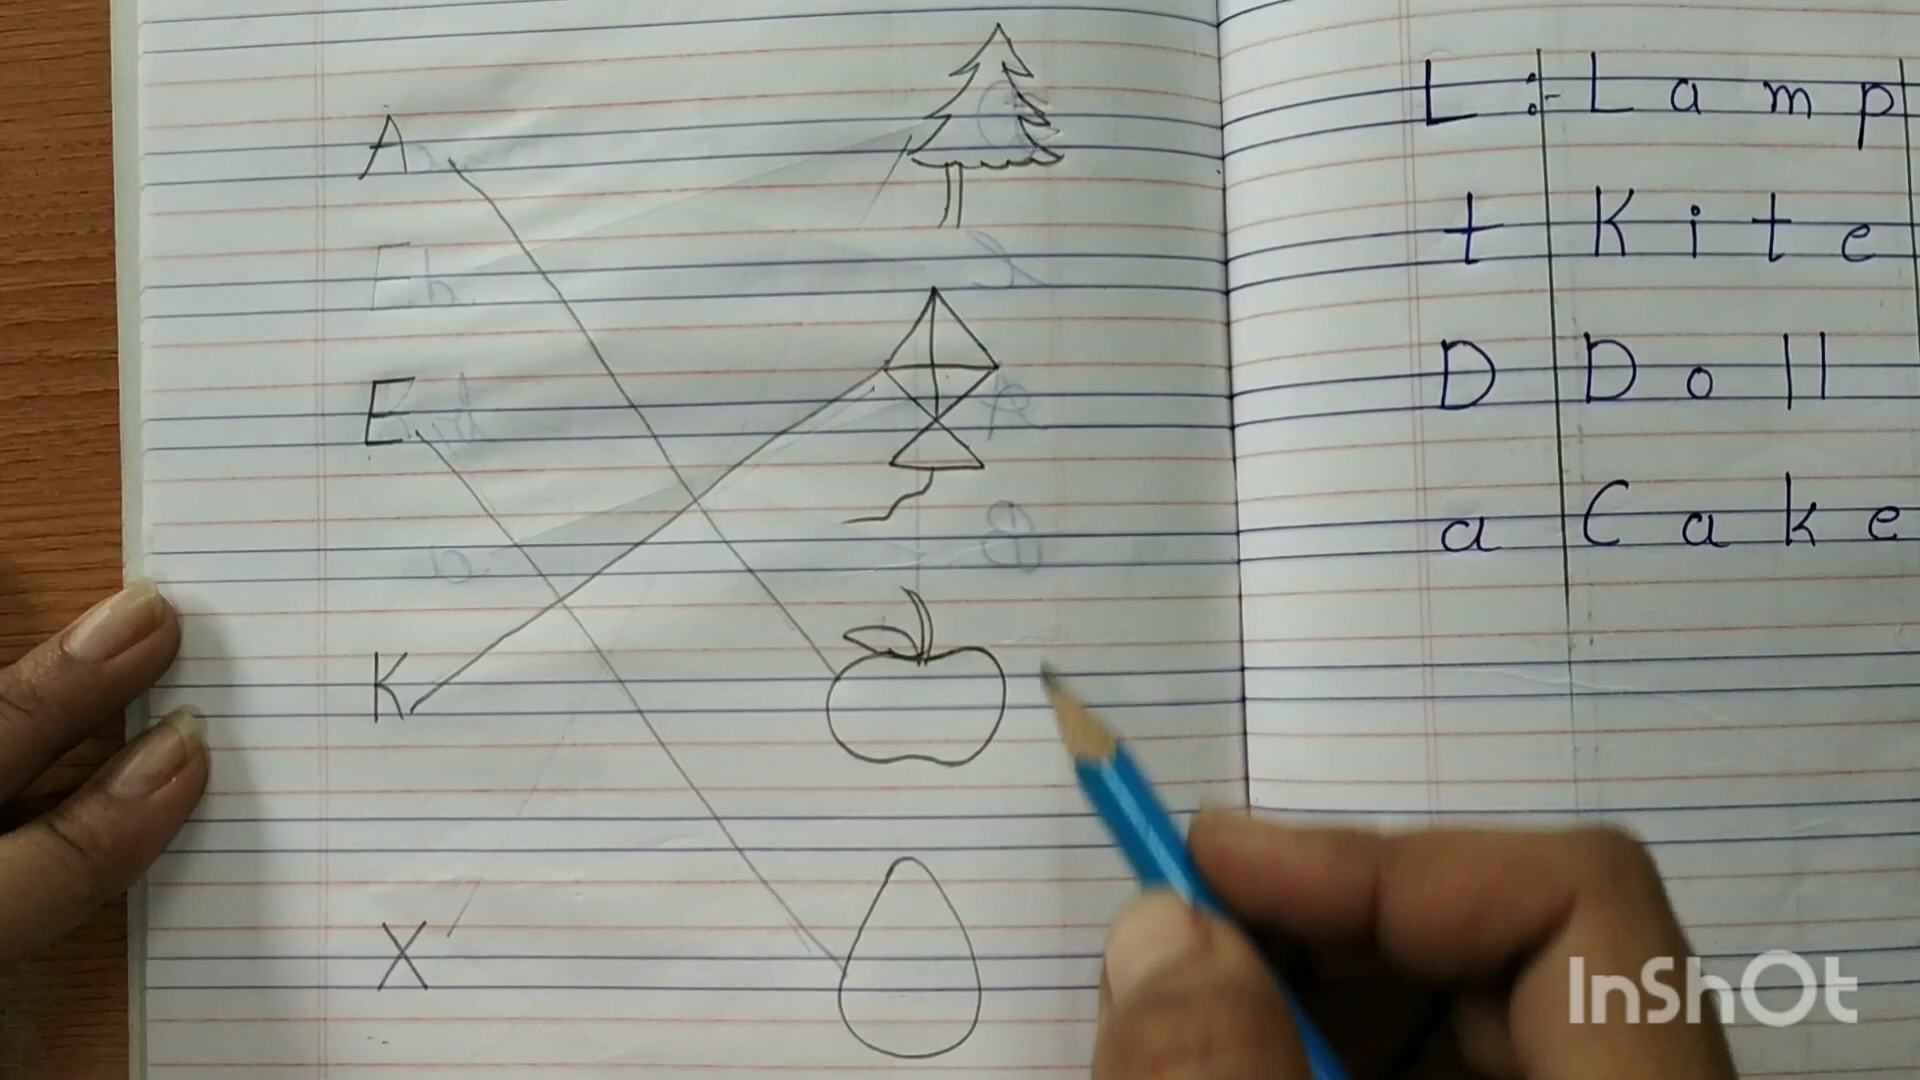 A
E
K
X
L :- Lamp
t Kite
D Doll
a Cake
InShOt